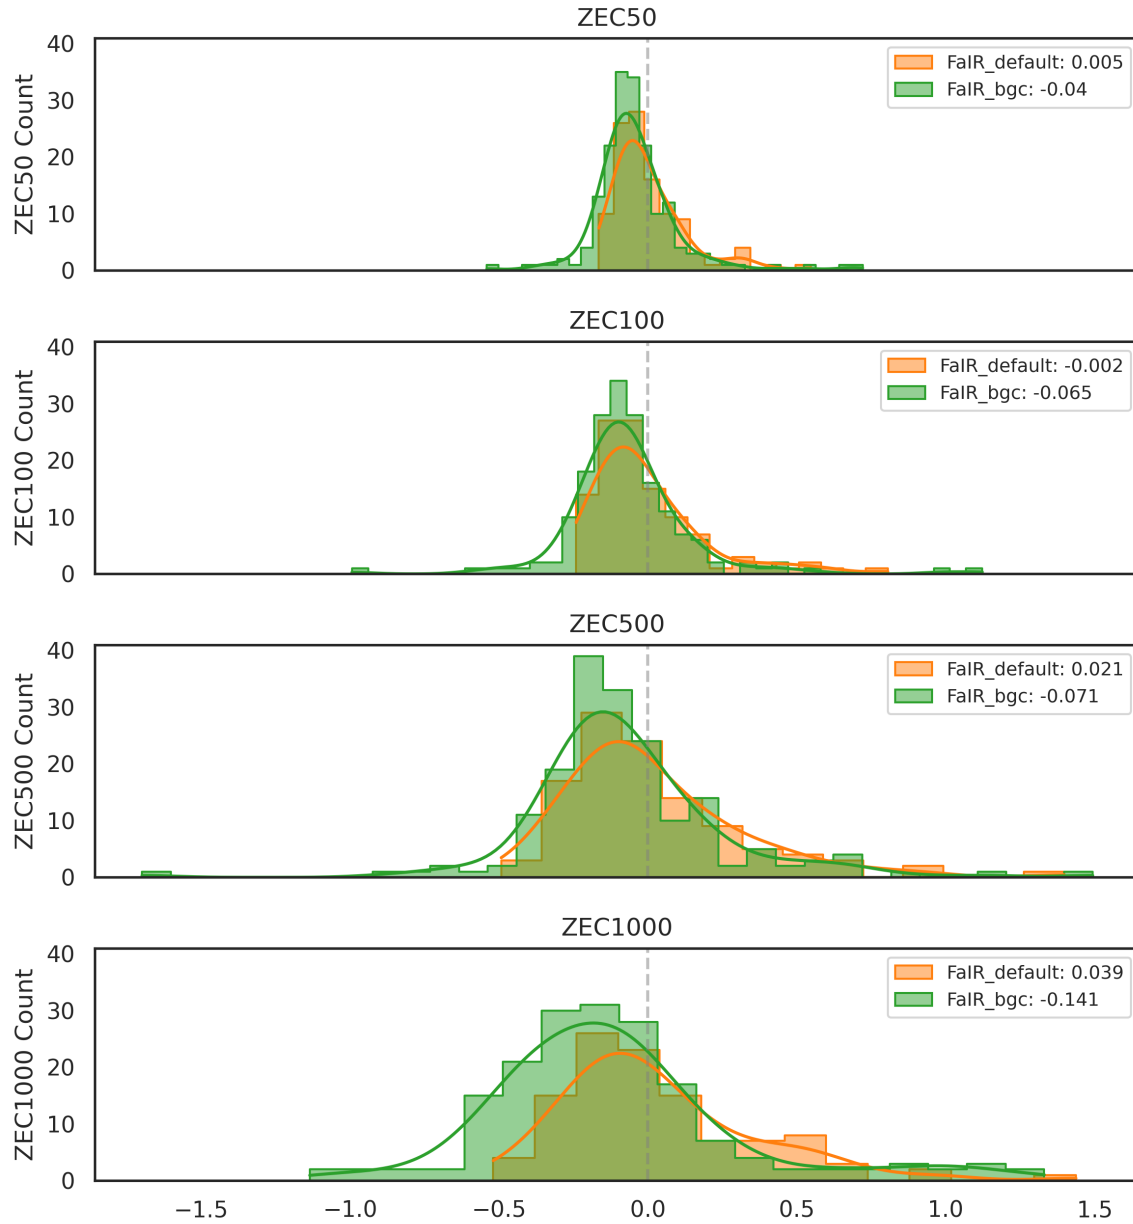 ZEC50
ZEC50 Count
40
30
20
10
0
FaIR_default: 0.005
FaIR_bgc: -0.04
ZEC100
ZEC100 Count
40
30
20
10
0
FaIR_default: -0.002
FaIR_bgc: -0.065
ZEC500
ZEC500 Count
40
30
20
10
0
FaIR_default: 0.021
FaIR_bgc: -0.071
ZEC1000
ZEC1000 Count
40
30
20
10
0
FaIR_default: 0.039
FaIR_bgc: -0.141
−1.5 −1.0 −0.5 0.0 0.5 1.0 1.5